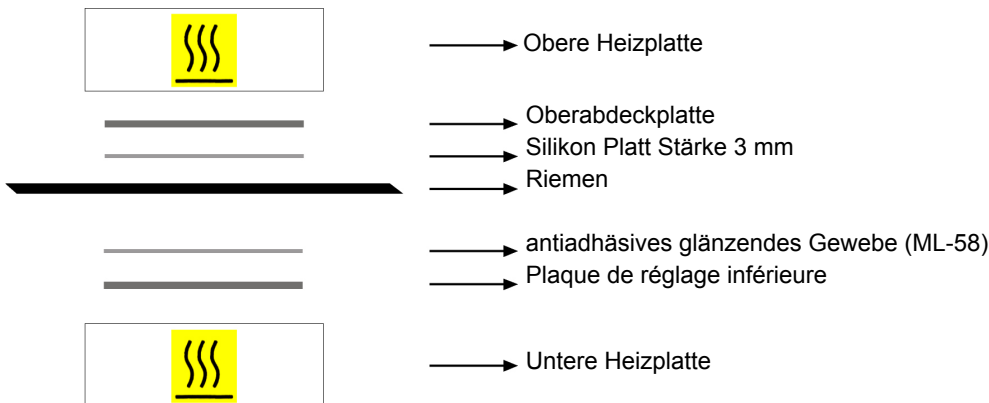 Obere Heizplatte
Oberabdeckplatte
Silikon Platt Stärke 3 mm
Riemen
antiadhäsives glänzendes Gewebe (ML-58)
Plaque de réglage inférieure
Untere Heizplatte